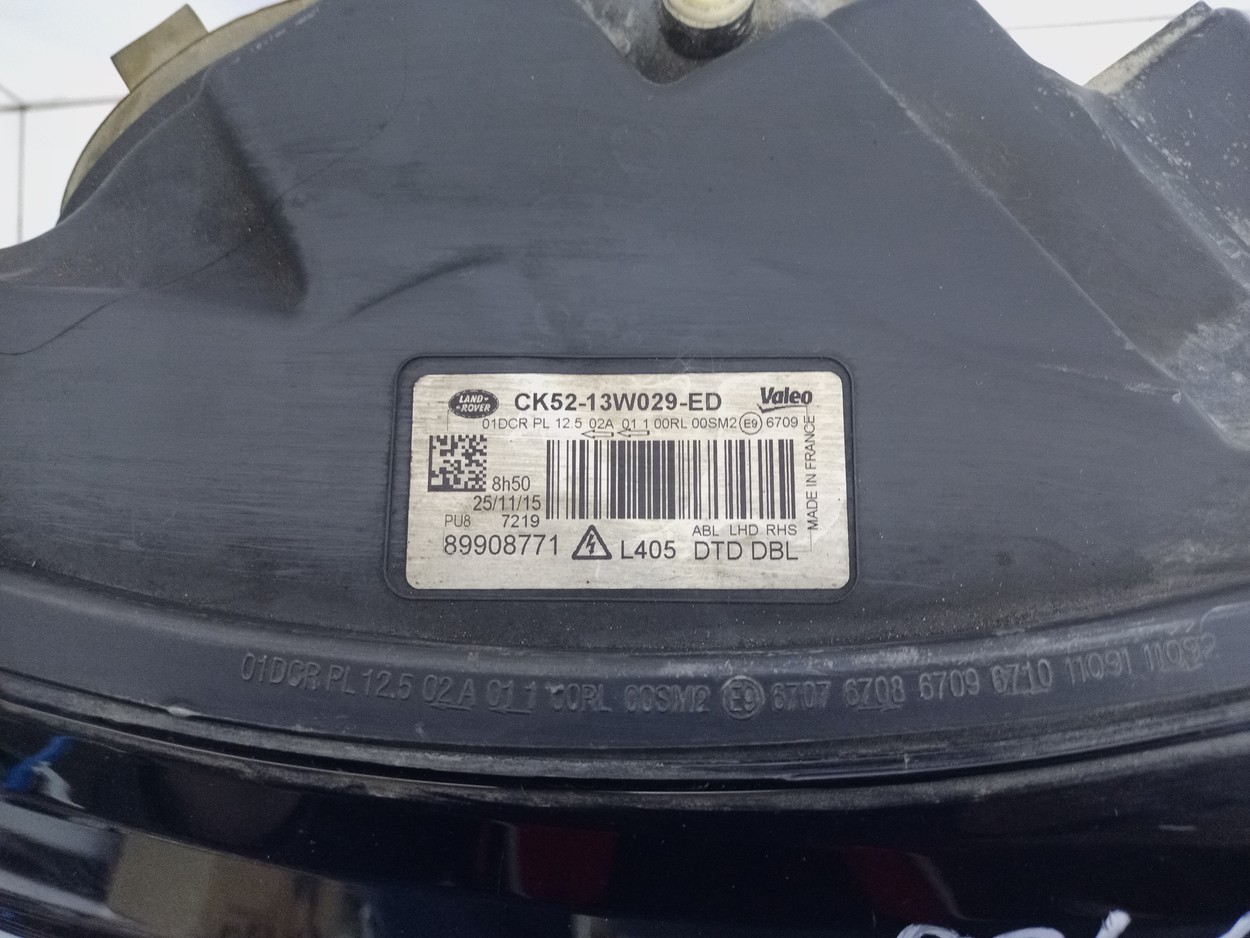 LAND-
ROVER
CK52-13W029-ED
Valeo
01DCR PL 12.5 02A 01 1 00RL 00SM2 E9 6709
MADE IN FRANCE
8h50
25/11/15
PU8 7219
ABL LHD RHS
89908771 L405 DTD DBL
01DCR PL 12.5 02A 01 1 00RL 00SM2 E9 6707 6708 6709 6710 11091 11092